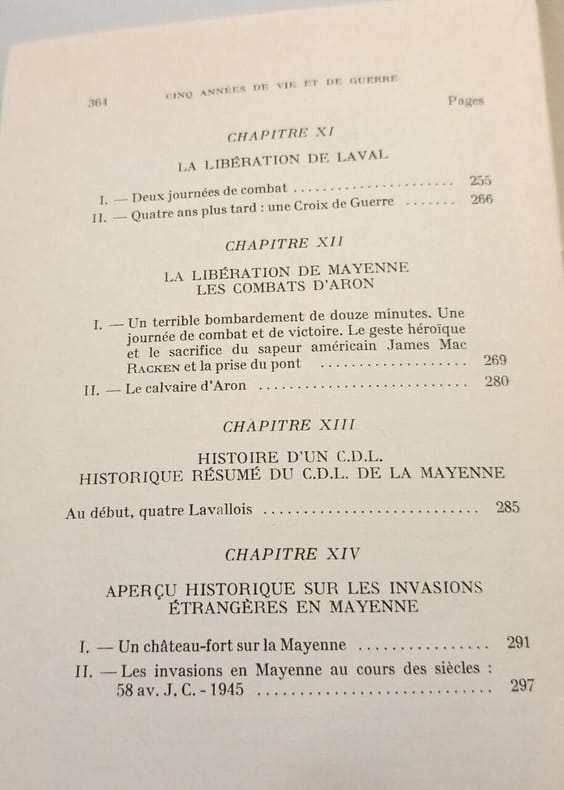 364 CINQ ANNÉES DE VIE ET DE GUERRE
Pages
CHAPITRE XI
LA LIBÉRATION DE LAVAL
I. — Deux journées de combat ....................... 255
II. — Quatre ans plus tard : une Croix de Guerre ....... 266
CHAPITRE XII
LA LIBÉRATION DE MAYENNE
LES COMBATS D'ARON
I. — Un terrible bombardement de douze minutes. Une
journée de combat et de victoire. Le geste héroïque
et le sacrifice du sapeur américain James Mac
RACKEN et la prise du pont ................... 269
II. — Le calvaire d'Aron ........................... 280
CHAPITRE XIII
HISTOIRE D'UN C.D.L.
HISTORIQUE RÉSUMÉ DU C.D.L. DE LA MAYENNE
Au début, quatre Lavallois ............................ 285
CHAPITRE XIV
APERÇU HISTORIQUE SUR LES INVASIONS
ÉTRANGÈRES EN MAYENNE
I. — Un château-fort sur la Mayenne ................ 291
II. — Les invasions en Mayenne au cours des siècles :
58 av. J. C. - 1945 ............................ 297